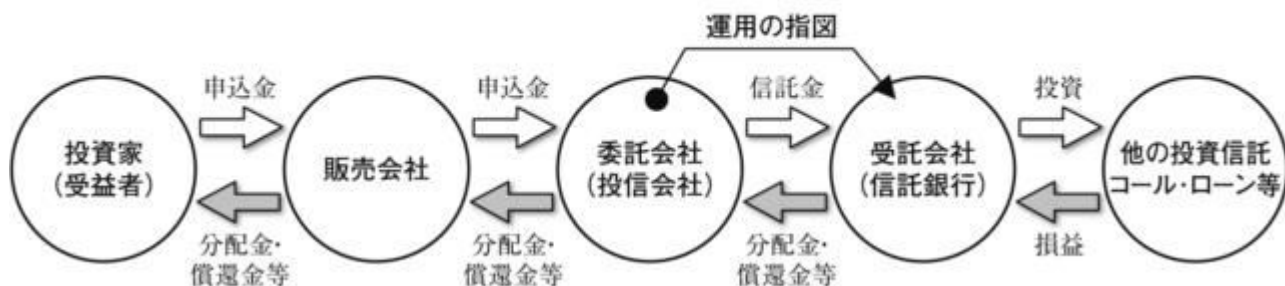 運用の指図
申込金
申込金
信託金
投資
投資家
(受益者)
販売会社
委託会社
(投信会社)
受託会社
(信託銀行)
他の投資信託
コール・ローン等
分配金・
償還金等
分配金・
償還金等
分配金・
償還金等
損益